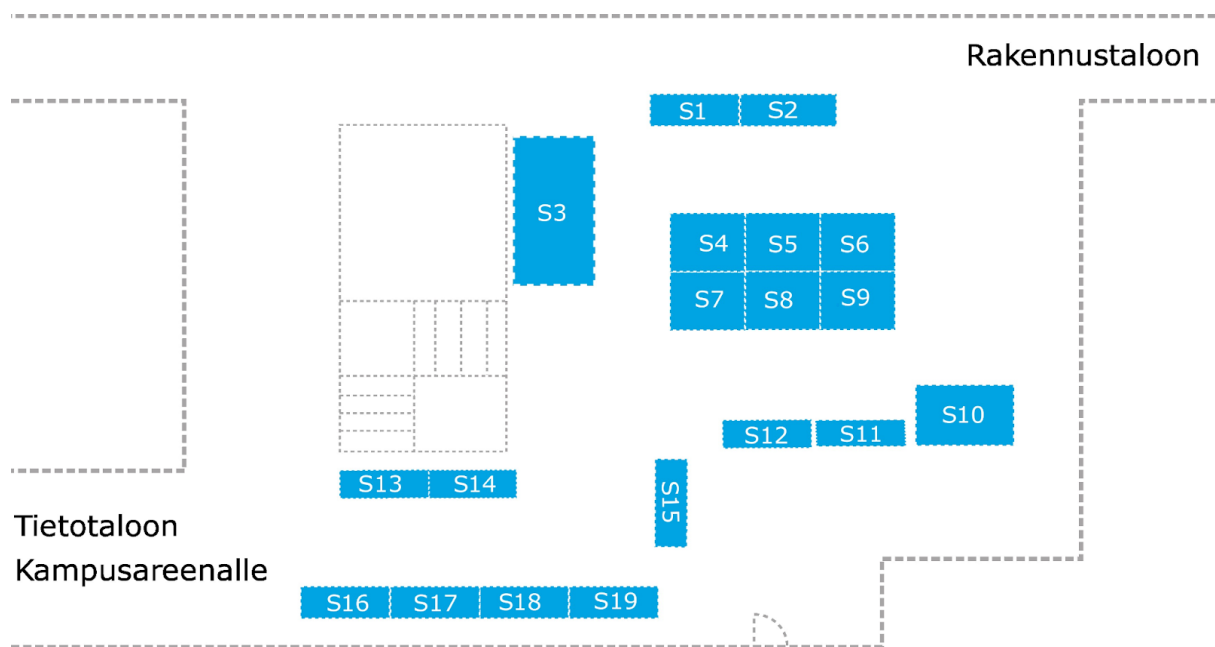 Rakennustaloon
S1 S2
S3
S4 S5 S6
S7 S8 S9
S10
S12 S11
S13 S14
S15
Tietotaloon
Kampusareenalle
S16 S17 S18 S19